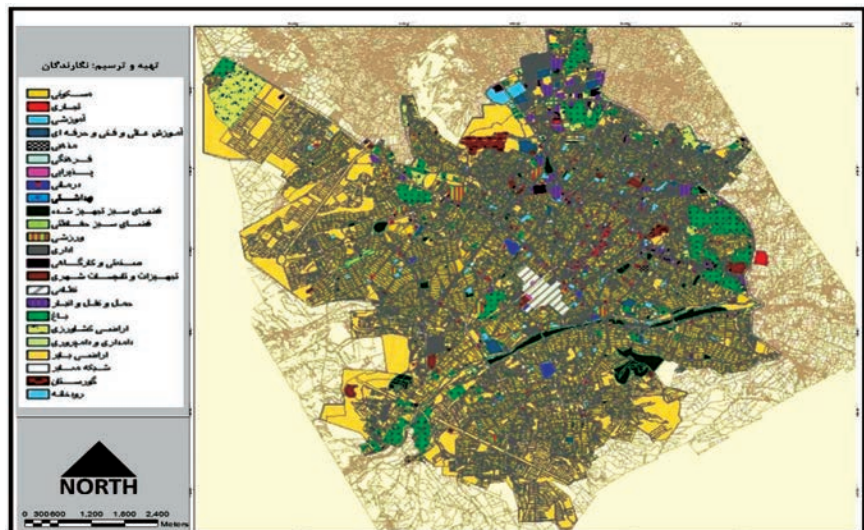 تهیه و ترسیم: نگارندگان
مسکونی
تجاری
آموزشی
آموزش عالی و فنی و حرفه ای
مذهبی
فرهنگی
پذیرایی
درمانی
بهداشتی
فضای سبز تجهیز شده
فضای سبز حفاظتی
ورزشی
اداری
صنعتی و کارگاهی
تجهیزات و تاسیسات شهری
نظامی
حمل و نقل و انبار
باغ
اراضی کشاورزی
دامداری و دامپروری
اراضی بایر
شبکه معابر
گورستان
رودخانه
NORTH
0 300 600 1,200 1,800 2,400
Meters